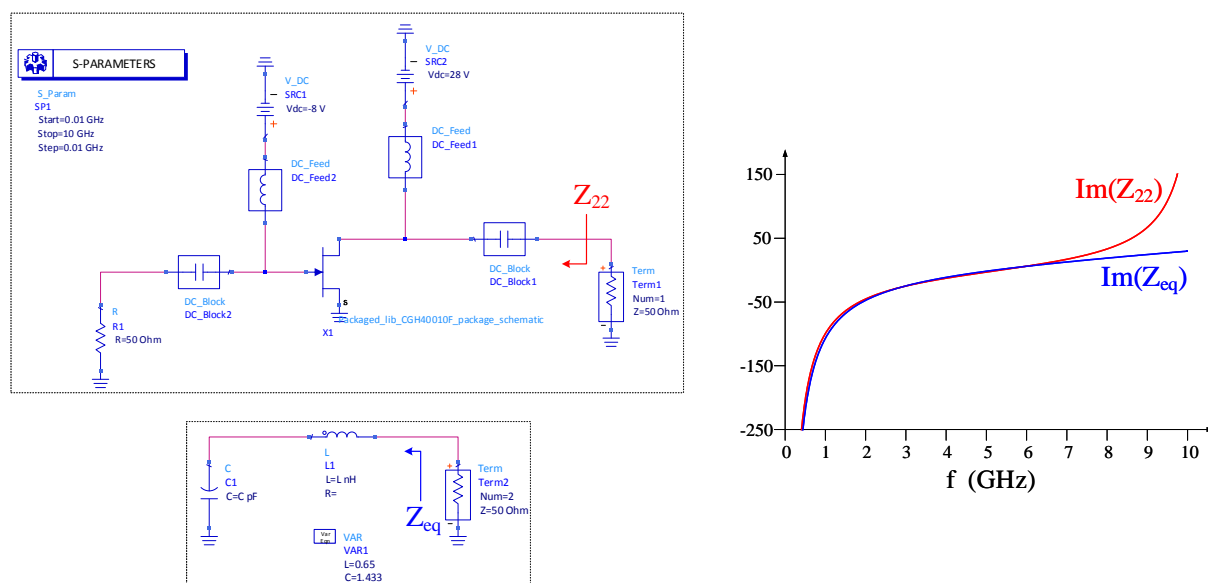 S-PARAMETERS
S_Param
SP1
Start=0.01 GHz
Stop=10 GHz
Step=0.01 GHz
V_DC
SRC1
Vdc=-8 V
V_DC
SRC2
Vdc=28 V
DC_Feed
DC_Feed2
DC_Feed
DC_Feed1
R
R1
R=50 Ohm
DC_Block
DC_Block2
s
Packaged_lib_CGH40010F_package_schematic
X1
DC_Block
DC_Block1
Z22
Term
Term1
Num=1
Z=50 Ohm
C
C1
C=C pF
L
L1
L=L nH
R=
Zeq
Term
Term2
Num=2
Z=50 Ohm
Var
Eqn
VAR
VAR1
L=0.65
C=1.433
150
50
-50
-150
-250
Im(Z22)
Im(Zeq)
0 1 2 3 4 5 6 7 8 9 10
f (GHz)